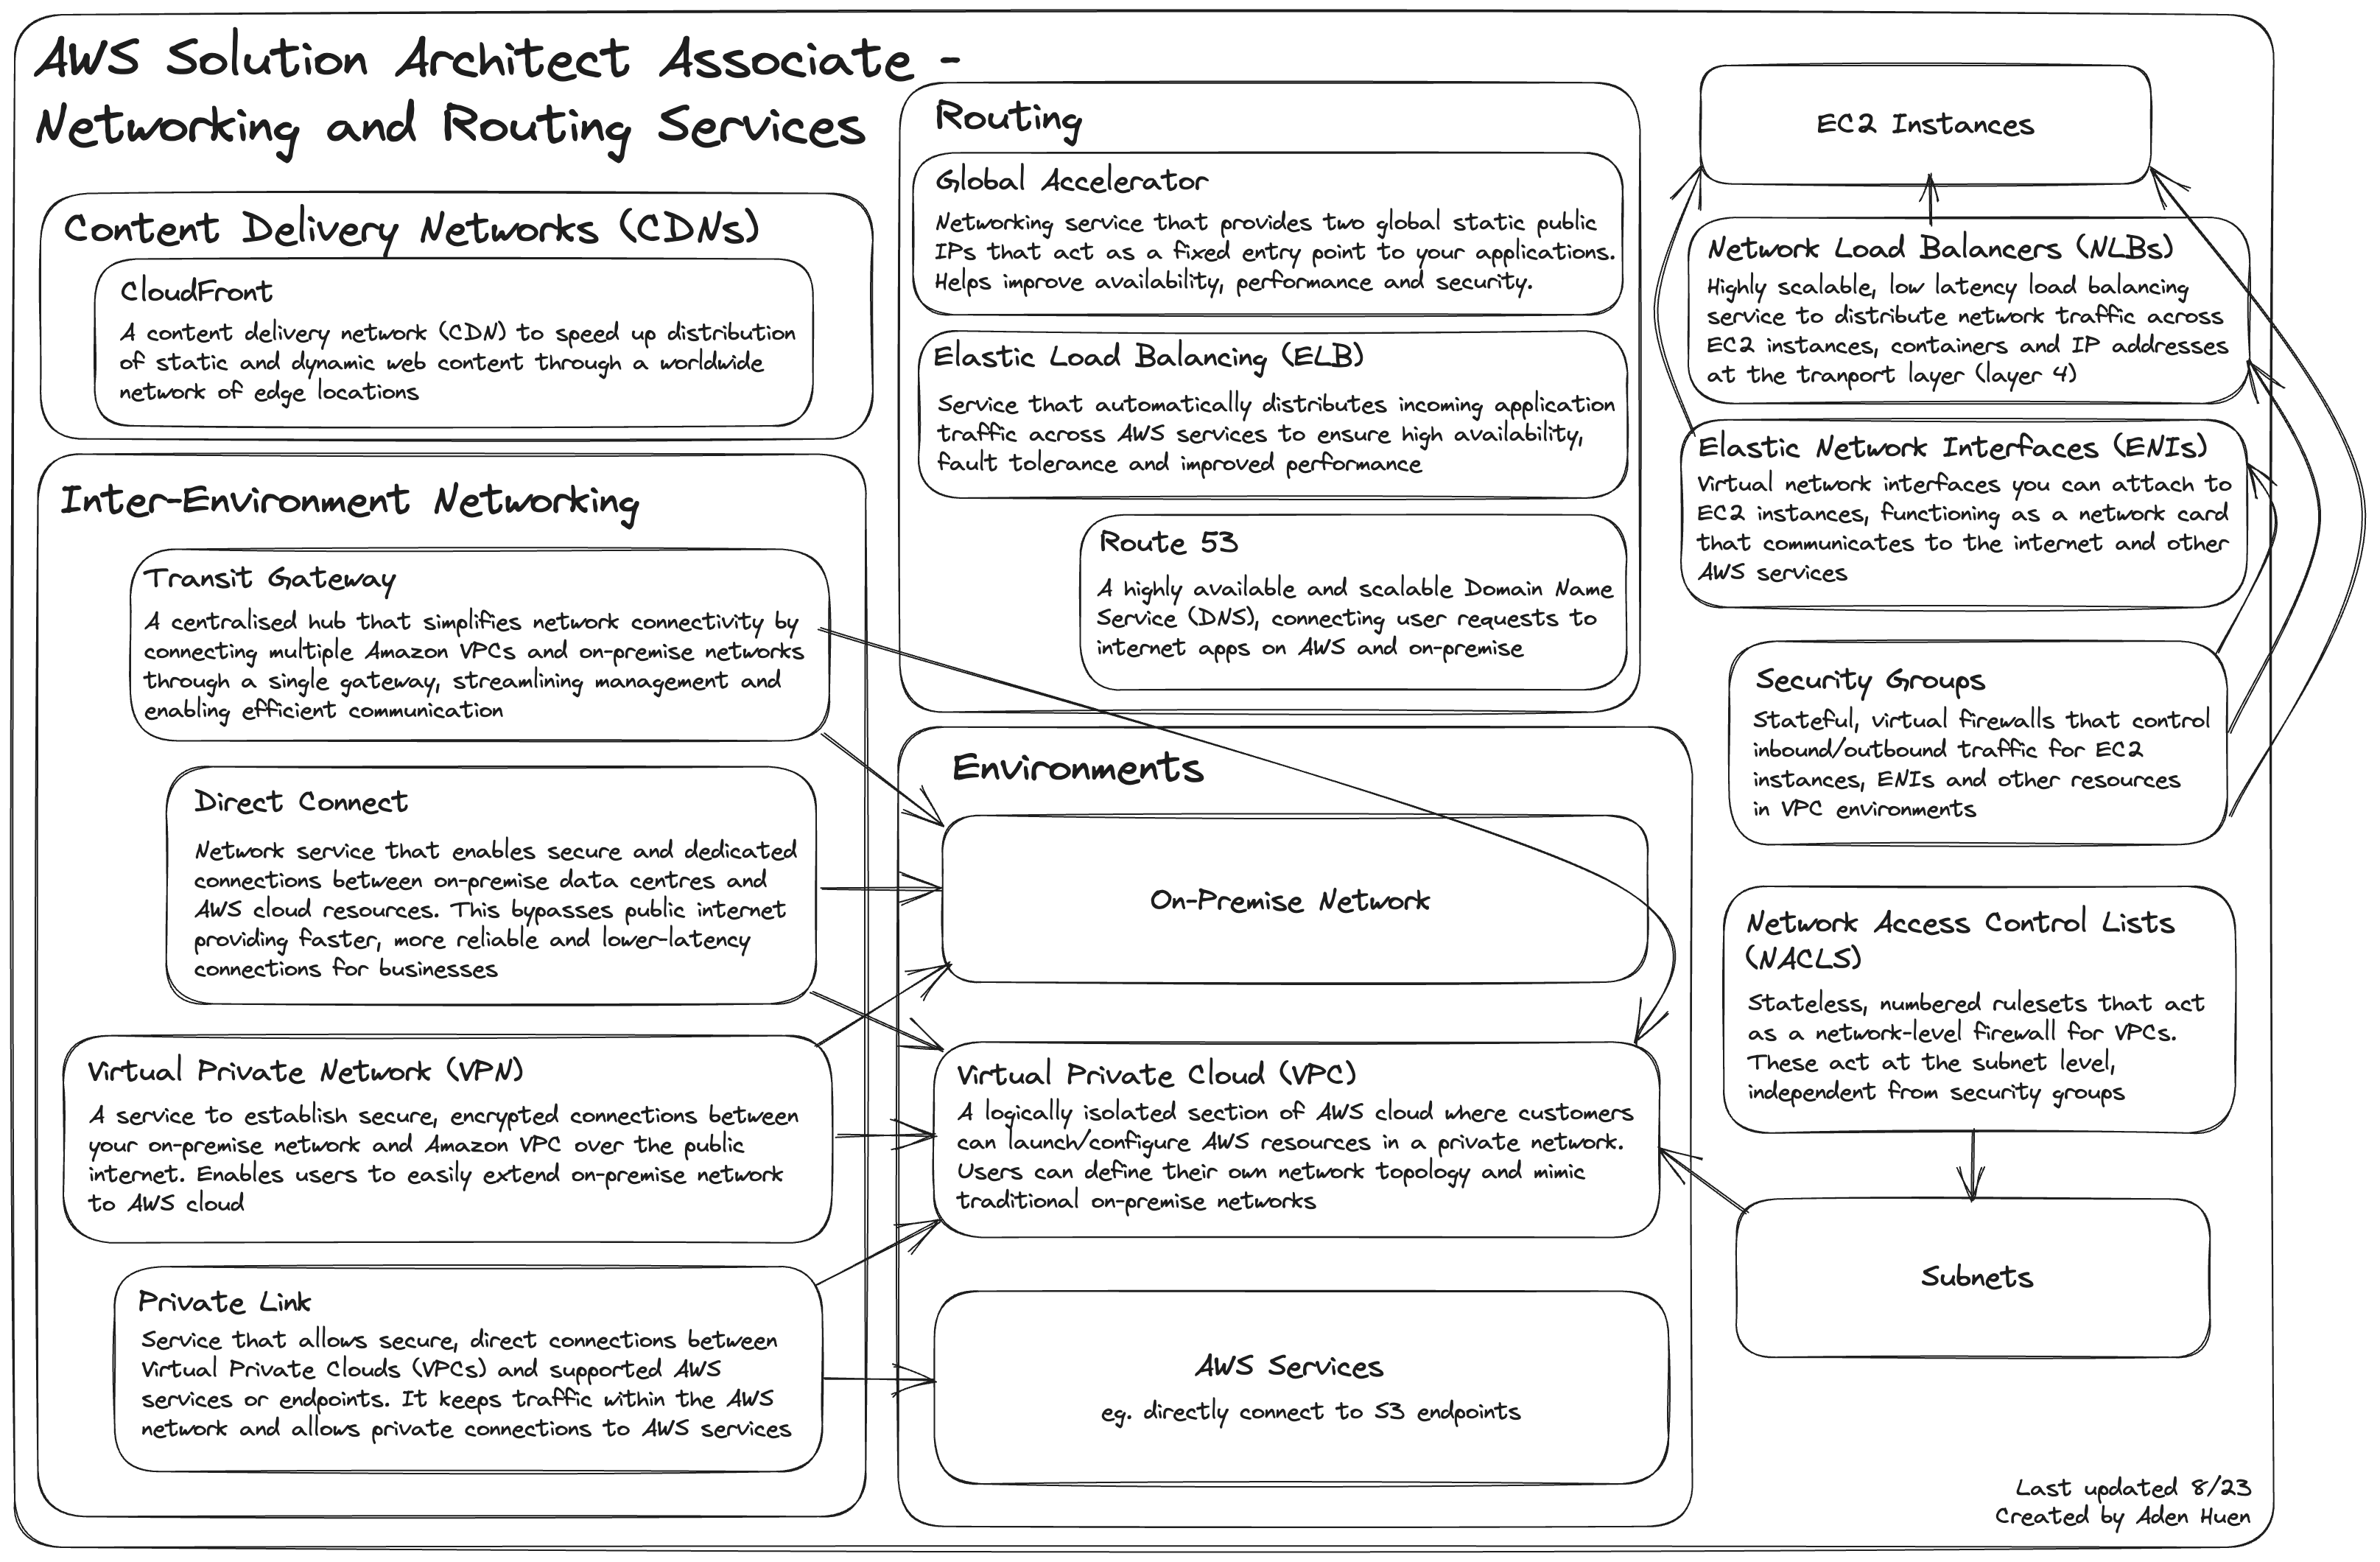 AWS Solution Architect Associate -
Networking and Routing Services
Content Delivery Networks (CDNs)
CloudFront
A content delivery network (CDN) to speed up distribution
of static and dynamic web content through a worldwide
network of edge locations
Inter-Environment Networking
Transit Gateway
A centralised hub that simplifies network connectivity by
connecting multiple Amazon VPCs and on-premise networks
through a single gateway, streamlining management and
enabling efficient communication
Direct Connect
Network service that enables secure and dedicated
connections between on-premise data centres and
AWS cloud resources. This bypasses public internet
providing faster, more reliable and lower-latency
connections for businesses
Virtual Private Network (VPN)
A service to establish secure, encrypted connections between
your on-premise network and Amazon VPC over the public
internet. Enables users to easily extend on-premise network
to AWS cloud
Private Link
Service that allows secure, direct connections between
Virtual Private Clouds (VPCs) and supported AWS
services or endpoints. It keeps traffic within the AWS
network and allows private connections to AWS services
Routing
Global Accelerator
Networking service that provides two global static public
IPs that act as a fixed entry point to your applications.
Helps improve availability, performance and security.
Elastic Load Balancing (ELB)
Service that automatically distributes incoming application
traffic across AWS services to ensure high availability,
fault tolerance and improved performance
Route 53
A highly available and scalable Domain Name
Service (DNS), connecting user requests to
internet apps on AWS and on-premise
Environments
On-Premise Network
Virtual Private Cloud (VPC)
A logically isolated section of AWS cloud where customers
can launch/configure AWS resources in a private network.
Users can define their own network topology and mimic
traditional on-premise networks
AWS Services
eg. directly connect to S3 endpoints
EC2 Instances
Network Load Balancers (NLBs)
Highly scalable, low latency load balancing
service to distribute network traffic across
EC2 instances, containers and IP addresses
at the tranport layer (layer 4)
Elastic Network Interfaces (ENIs)
Virtual network interfaces you can attach to
EC2 instances, functioning as a network card
that communicates to the internet and other
AWS services
Security Groups
Stateful, virtual firewalls that control
inbound/outbound traffic for EC2
instances, ENIs and other resources
in VPC environments
Network Access Control Lists
(NACLS)
Stateless, numbered rulesets that act
as a network-level firewall for VPCs.
These act at the subnet level,
independent from security groups
Subnets
Last updated 8/23
Created by Aden Huen